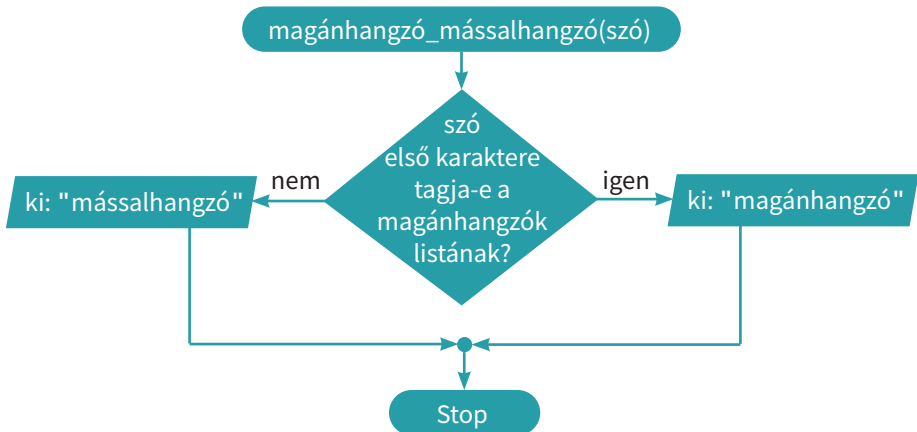 magánhangzó_mássalhangzó(szó)
szó
első karaktere
tagja-e a
magánhangzók
listának?
nem
igen
ki: "mássalhangzó"
ki: "magánhangzó"
Stop